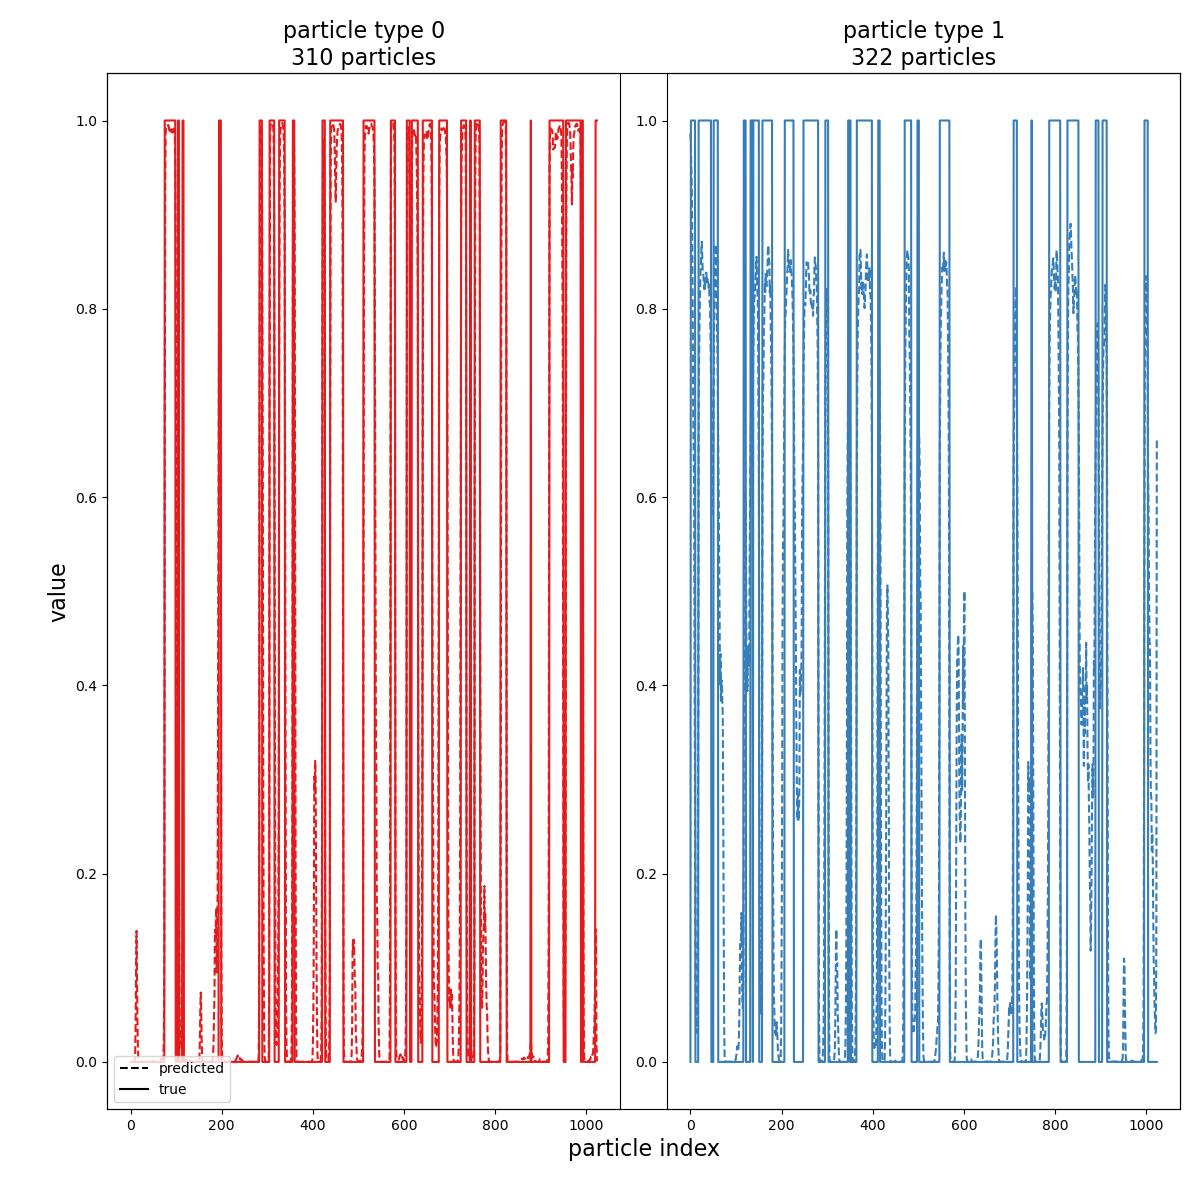 particle type 0
310 particles
particle type 1
322 particles
1.0
0.8
0.6
0.4
0.2
0.0
1.0
0.8
0.6
0.4
0.2
0.0
value
predicted
true
0 200 400 600 800 1000
0 200 400 600 800 1000
particle index